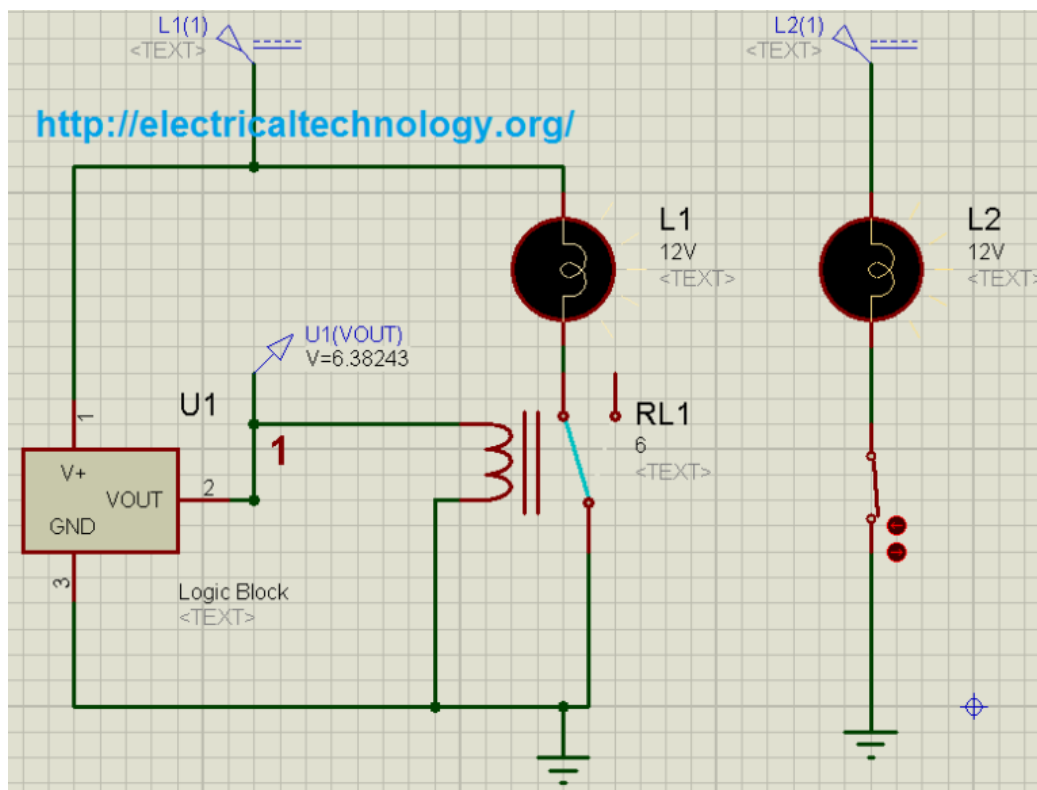 L1(1)
<TEXT>
L2(1)
<TEXT>
http://electricaltechnology.org/
L1
12V
<TEXT>
L2
12V
<TEXT>
U1(VOUT)
V=6.38243
U1
1
1
RL1
6
<TEXT>
V+
VOUT
2
GND
3
Logic Block
<TEXT>